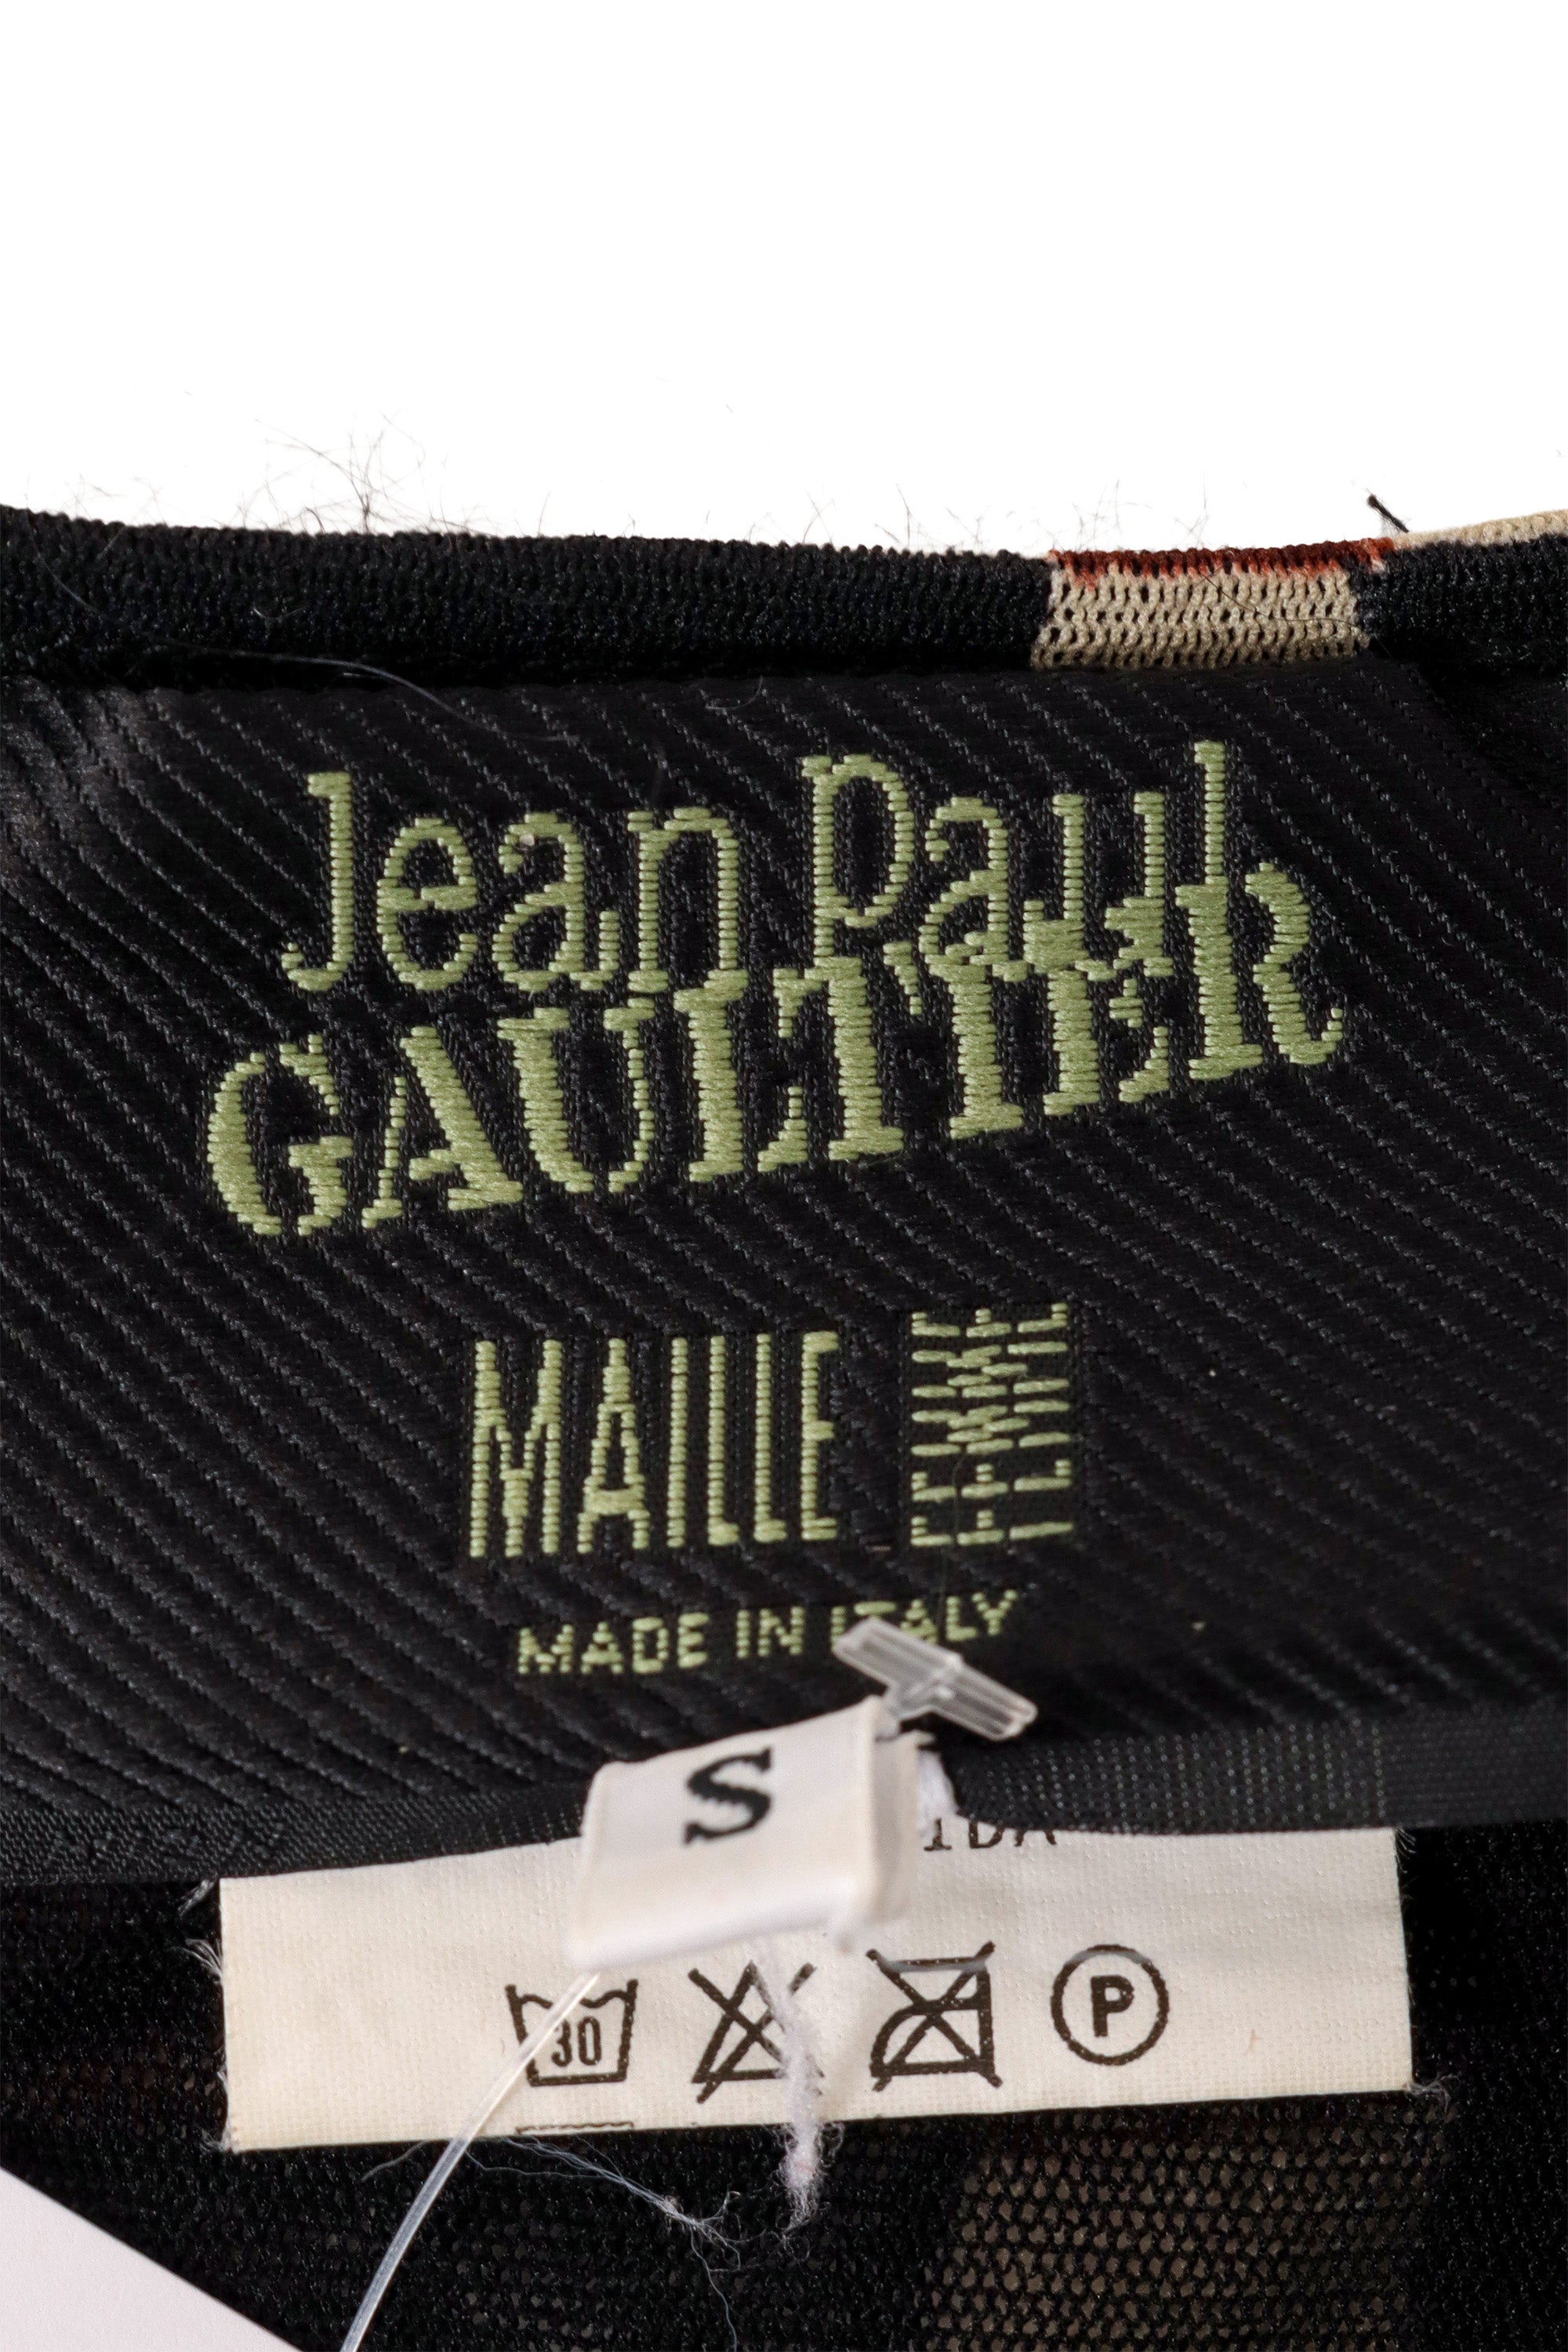 Jean Paul
GAULTIER
MAILLE FEMME
MADE IN ITALY
S
30
P